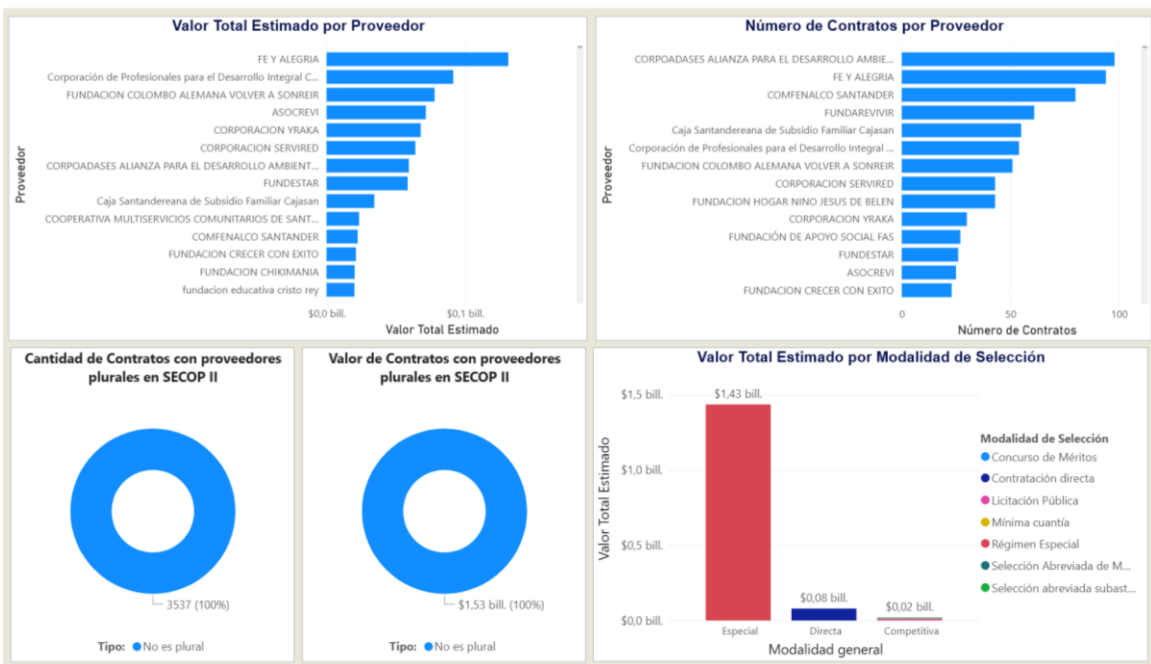 Valor Total Estimado por Proveedor
FE Y ALEGRIA
Corporación de Profesionales para el Desarrollo Integral C...
FUNDACION COLOMBO ALEMANA VOLVER A SONREIR
ASOCREVI
CORPORACION YRAKA
CORPORACION SERVIRED
CORPOADASES ALIANZA PARA EL DESARROLLO AMBIENT...
FUNDESTAR
Caja Santandereana de Subsidio Familiar Cajasan
COOPERATIVA MULTISERVICIOS COMUNITARIOS DE SANT...
COMFENALCO SANTANDER
FUNDACION CRECER CON EXITO
FUNDACION CHIKIMANIA
fundacion educativa cristo rey
Proveedor
$0,0 bill.
$0,1 bill.
Valor Total Estimado
Número de Contratos por Proveedor
CORPOADASES ALIANZA PARA EL DESARROLLO AMBIE...
FE Y ALEGRIA
COMFENALCO SANTANDER
FUNDAREVIVIR
Caja Santandereana de Subsidio Familiar Cajasan
Corporación de Profesionales para el Desarrollo Integral ...
FUNDACION COLOMBO ALEMANA VOLVER A SONREIR
CORPORACION SERVIRED
FUNDACION HOGAR NINO JESUS DE BELEN
CORPORACION YRAKA
FUNDACIÓN DE APOYO SOCIAL FAS
FUNDESTAR
ASOCREVI
FUNDACION CRECER CON EXITO
Proveedor
0
50
100
Número de Contratos
Cantidad de Contratos con proveedores
plurales en SECOP II
3537 (100%)
Tipo: No es plural
Valor de Contratos con proveedores
plurales en SECOP II
$1,53 bill. (100%)
Tipo: No es plural
Valor Total Estimado por Modalidad de Selección
Valor Total Estimado
$1,5 bill.
$1,0 bill.
$0,5 bill.
$0,0 bill.
$1,43 bill.
$0,08 bill.
$0,02 bill.
Especial
Directa
Competitiva
Modalidad general
Modalidad de Selección
Concurso de Méritos
Contratación directa
Licitación Pública
Mínima cuantía
Régimen Especial
Selección Abreviada de M...
Selección abreviada subast...